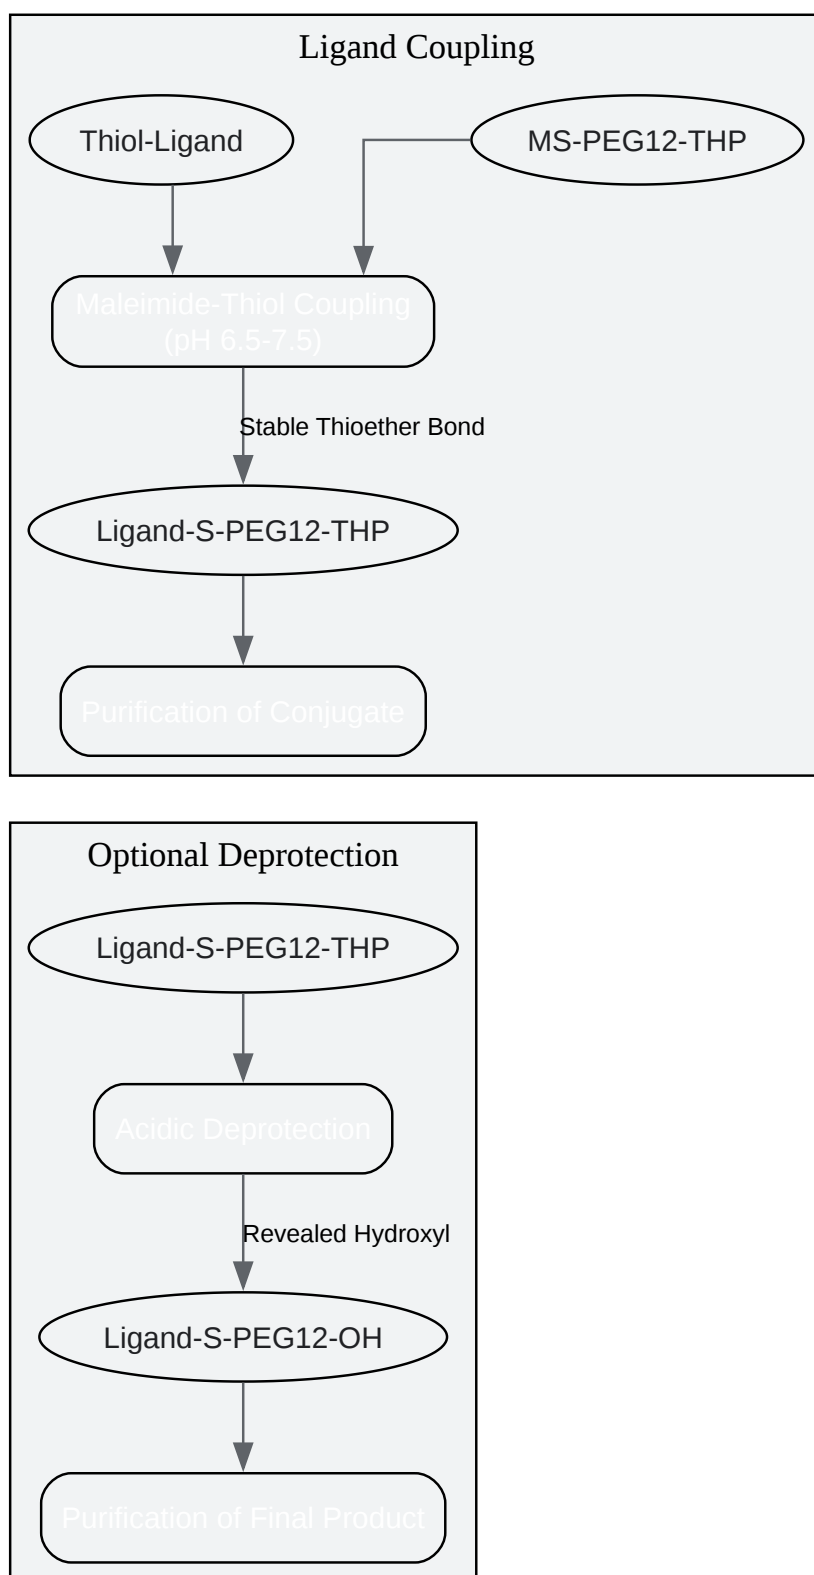 Ligand Coupling
Thiol-Ligand
MS-PEG12-THP
Maleimide-Thiol Coupling
(pH 6.5-7.5)
Stable Thioether Bond
Ligand-S-PEG12-THP
Purification of Conjugate
Optional Deprotection
Ligand-S-PEG12-THP
Acidic Deprotection
Revealed Hydroxyl
Ligand-S-PEG12-OH
Purification of Final Product